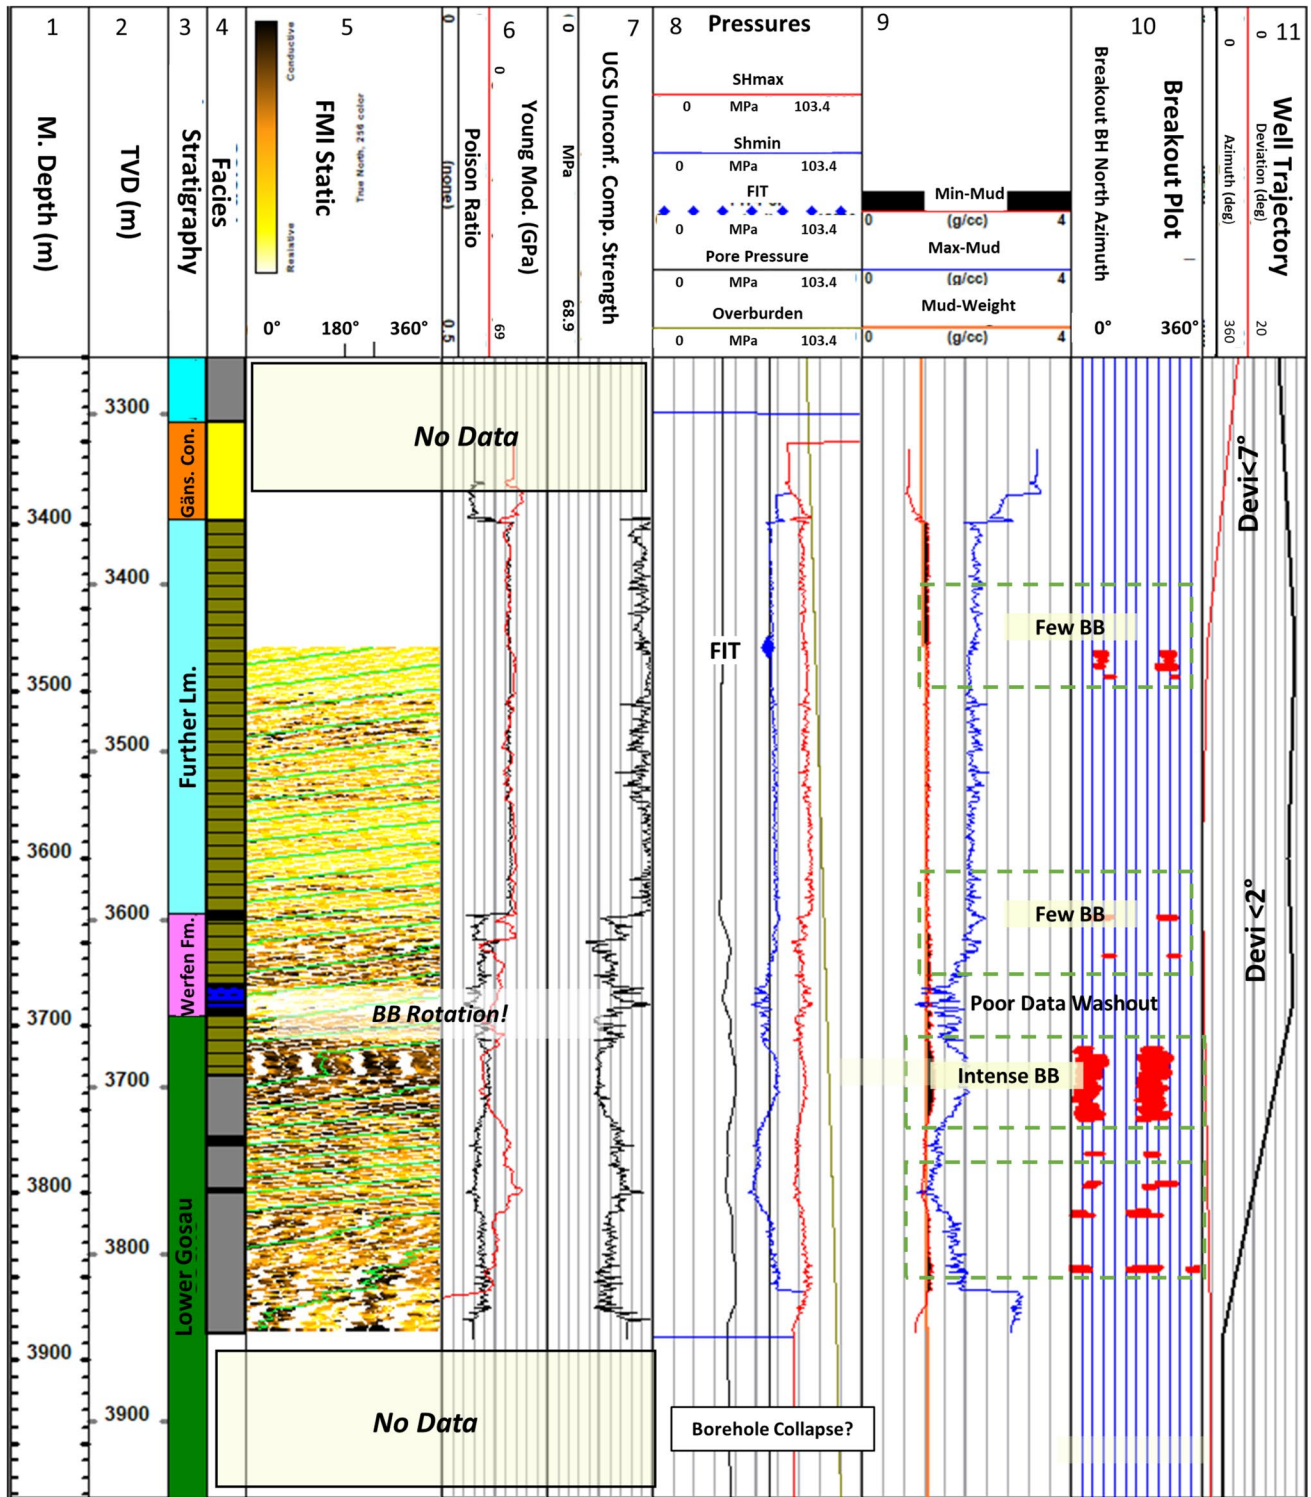 1
2
3
4
5
6
7
8
9
10
11
M. Depth (m)
TVD (m)
Stratigraphy
Facies
Conductive
Resistive
FMI Static
True North, 256 color
0° 180° 360°
0
(none)
0.5
Poison Ratio
0
69
Young Mod. (GPa)
0
MPa
68.9
UCS Unconf. Comp. Strength
Pressures
SHmax
0 MPa 103.4
Shmin
0 MPa 103.4
FIT
0 MPa 103.4
Pore Pressure
0 MPa 103.4
Overburden
0 MPa 103.4
Min-Mud
0 (g/cc) 4
Max-Mud
0 (g/cc) 4
Mud-Weight
0 (g/cc) 4
Breakout BH North Azimuth
Breakout Plot
0° 360°
0
Azimuth (deg)
360
0
Deviation (deg)
20
Well Trajectory
3400
3500
3600
3700
3800
3900
3300
3400
3500
3600
3700
3800
3900
Gäns. Con.
Further Lm.
Werfen Fm.
Lower Gosau
No Data
BB Rotation!
No Data
FIT
Borehole Collapse?
Few BB
Few BB
Poor Data Washout
Intense BB
Devi<7°
Devi <2°